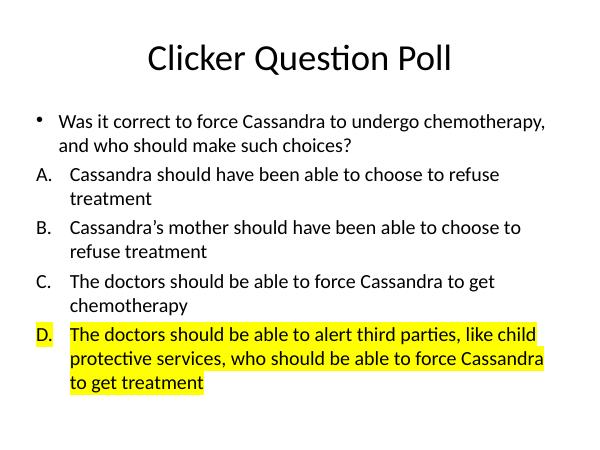 Clicker Question Poll
• Was it correct to force Cassandra to undergo chemotherapy,
and who should make such choices?
A. Cassandra should have been able to choose to refuse
treatment
B. Cassandra’s mother should have been able to choose to
refuse treatment
C. The doctors should be able to force Cassandra to get
chemotherapy
D. The doctors should be able to alert third parties, like child
protective services, who should be able to force Cassandra
to get treatment